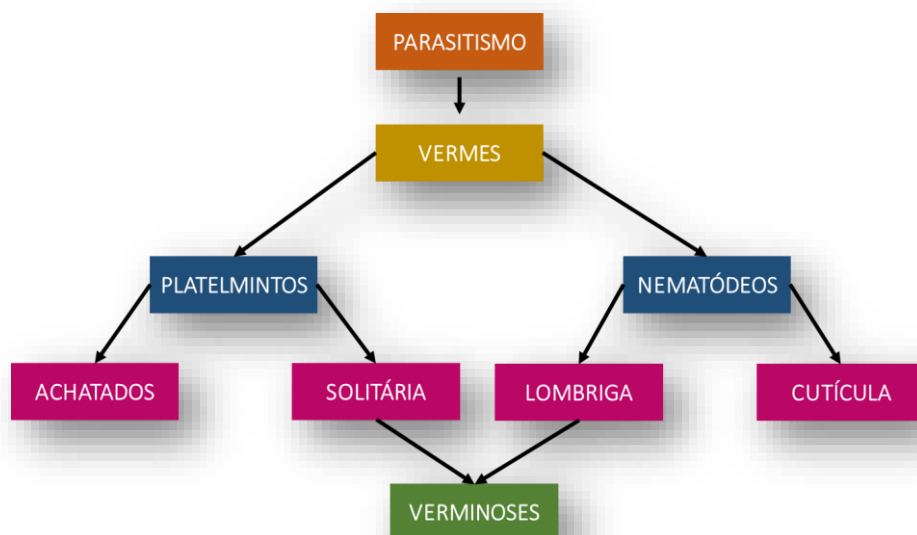 PARASITISMO
VERMES
PLATELMINTOS
NEMATÓDEOS
ACHATADOS
SOLITÁRIA
LOMBRIGA
CUTÍCULA
VERMINOSES